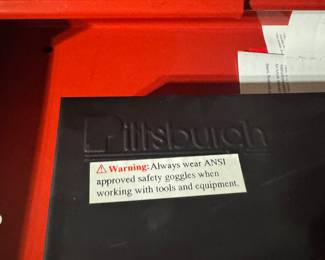 Pittsburgh
⚠ Warning: Always wear ANSI
approved safety goggles when
working with tools and equipment.